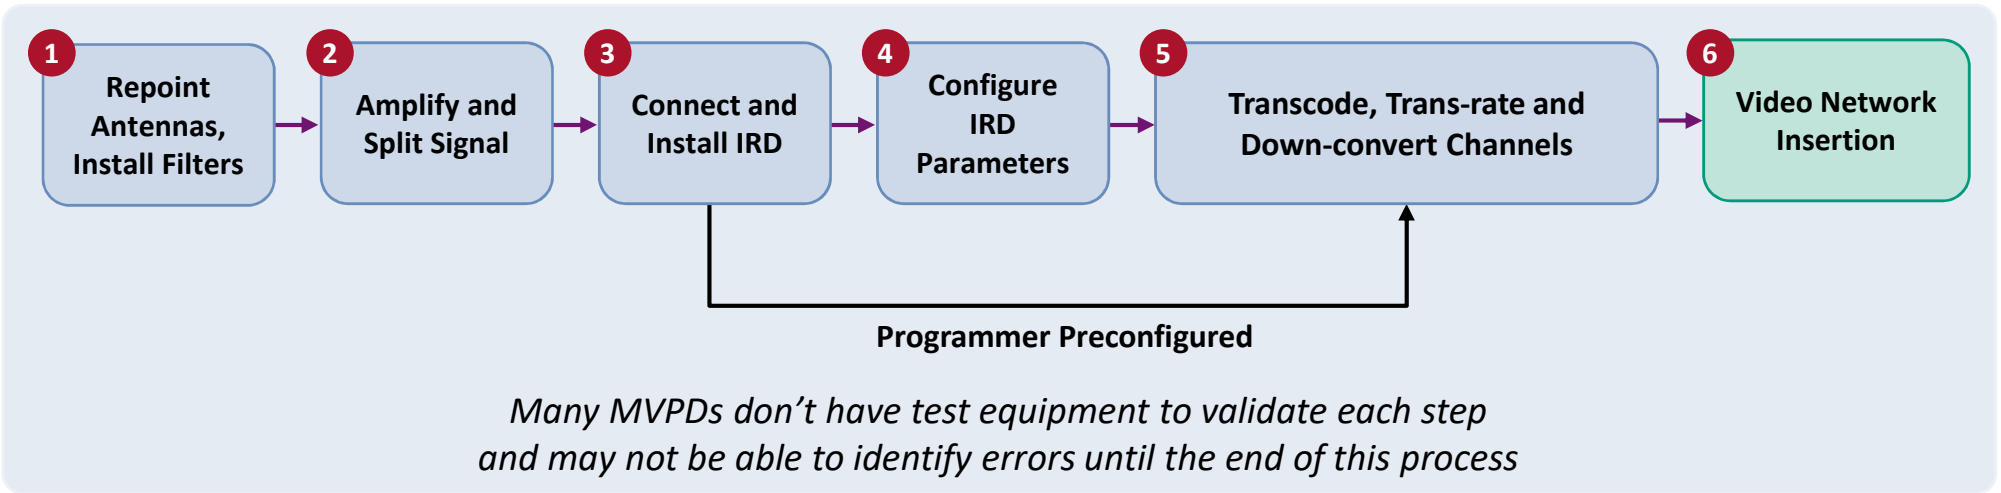 1
Repoint
Antennas,
Install Filters
2
Amplify and
Split Signal
3
Connect and
Install IRD
4
Configure
IRD
Parameters
5
Transcode, Trans-rate and
Down-convert Channels
6
Video Network
Insertion
Programmer Preconfigured
Many MVPDs don’t have test equipment to validate each step
and may not be able to identify errors until the end of this process